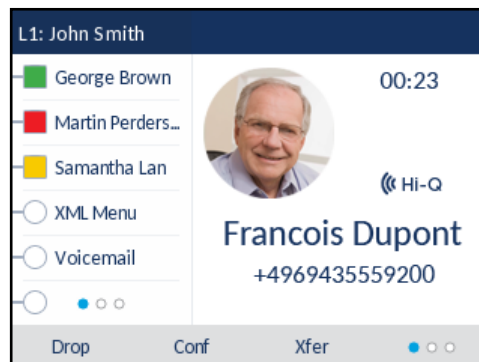 L1: John Smith
George Brown
Martin Perders...
Samantha Lan
XML Menu
Voicemail
00:23
Hi-Q
Francois Dupont
+4969435559200
Drop Conf Xfer